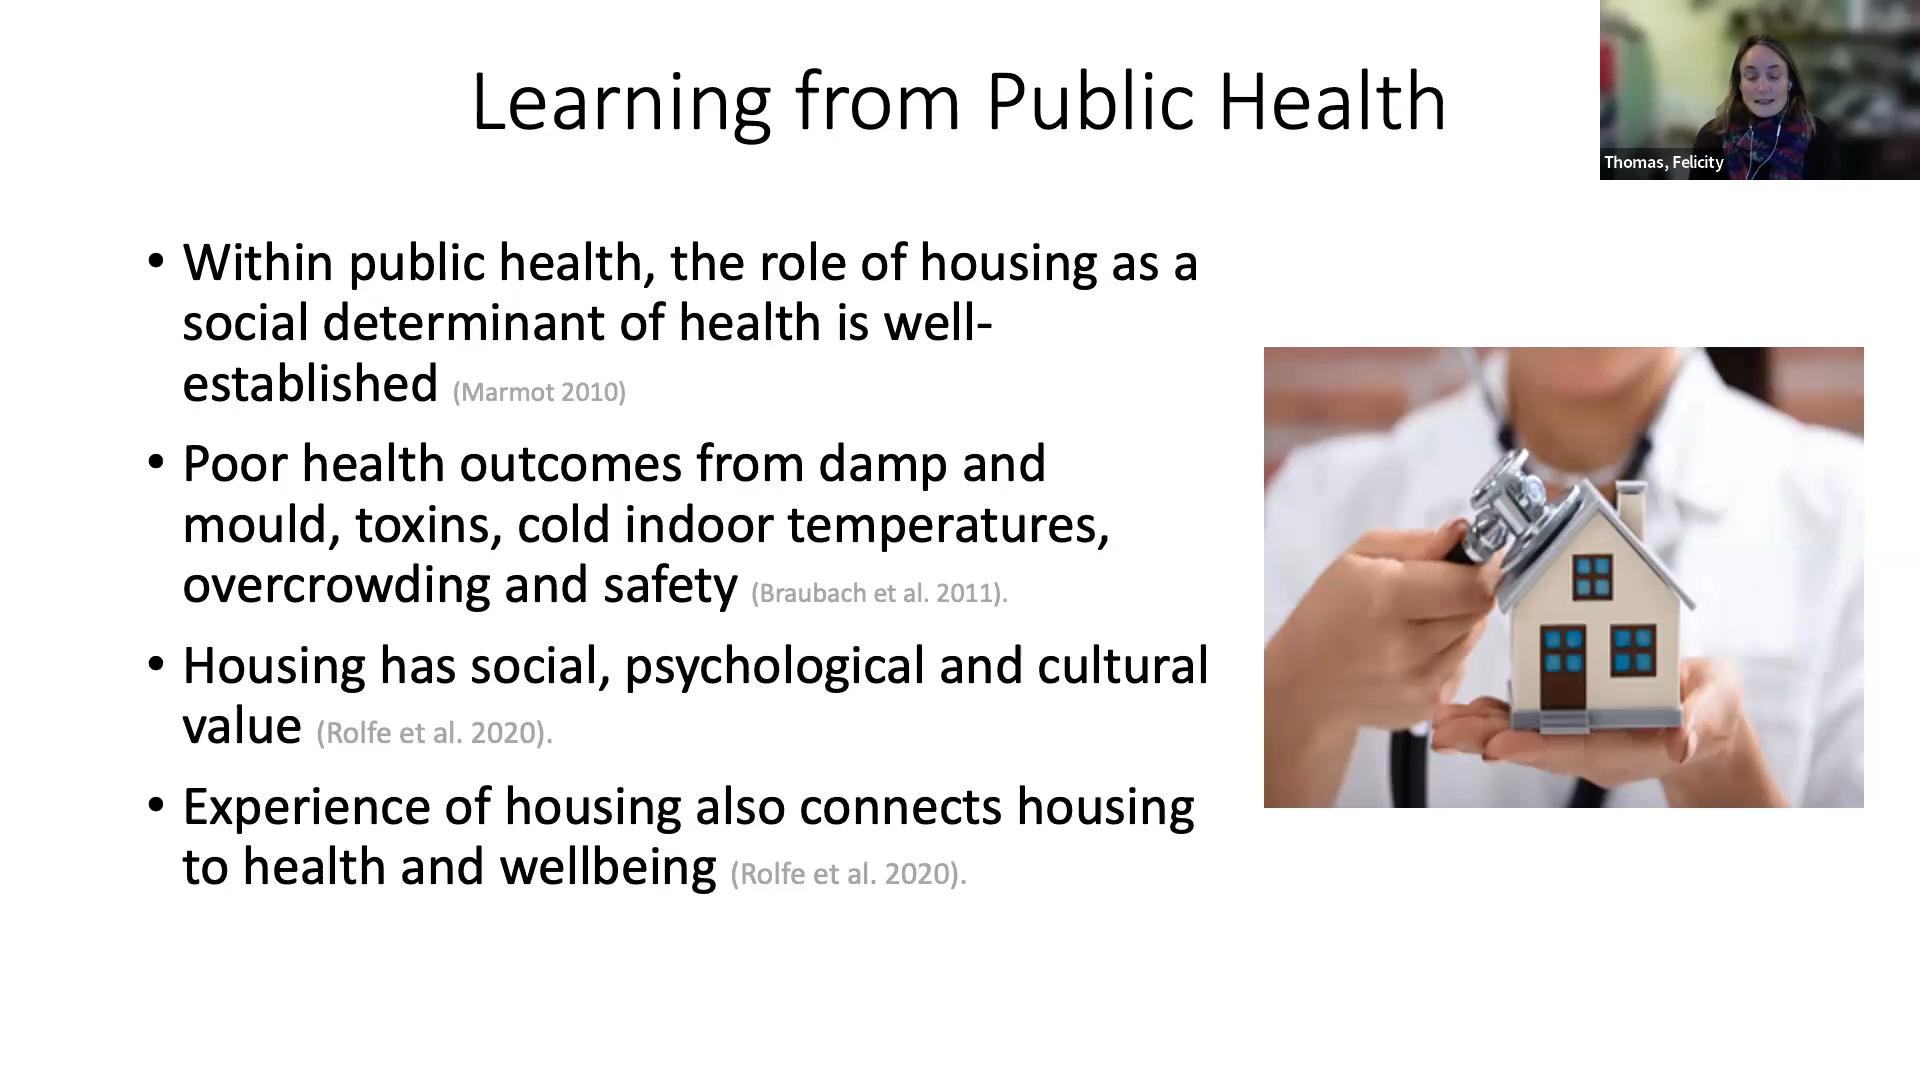 Learning from Public Health
Thomas, Felicity
• Within public health, the role of housing as a
social determinant of health is well-
established (Marmot 2010)
• Poor health outcomes from damp and
mould, toxins, cold indoor temperatures,
overcrowding and safety (Braubach et al. 2011).
• Housing has social, psychological and cultural
value (Rolfe et al. 2020).
• Experience of housing also connects housing
to health and wellbeing (Rolfe et al. 2020).